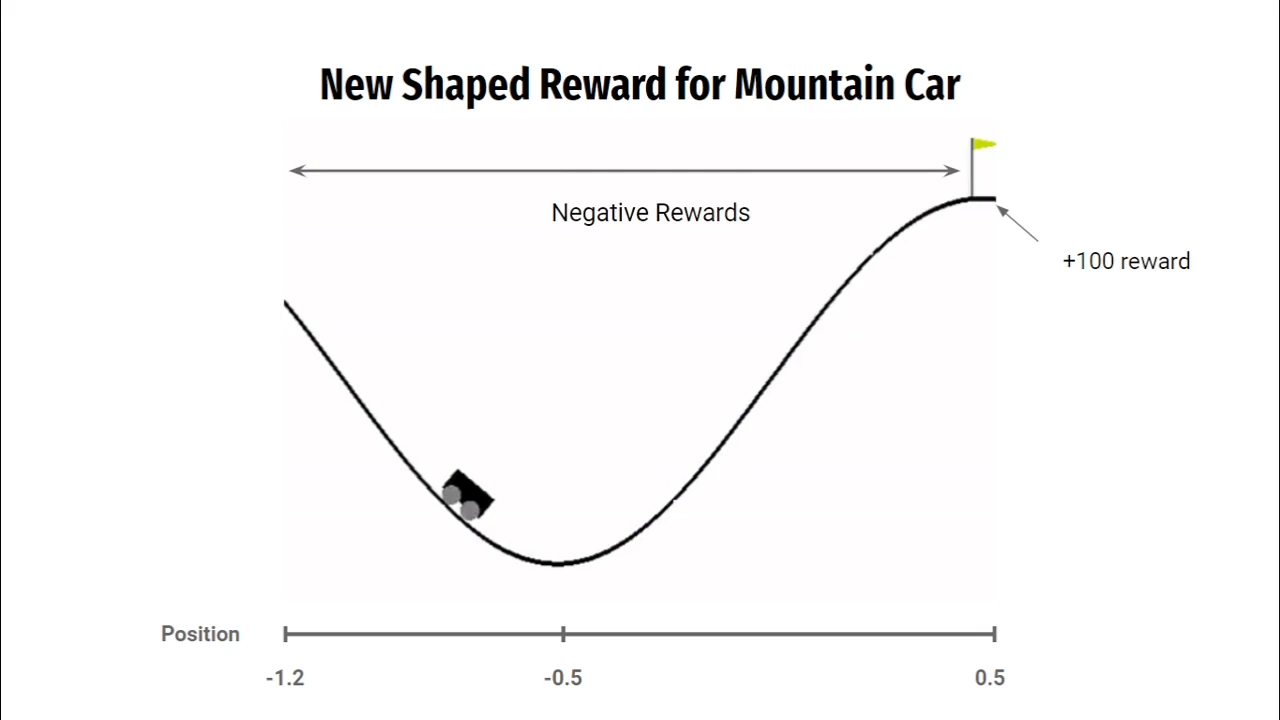 New Shaped Reward for Mountain Car
Negative Rewards
+100 reward
Position
-1.2
-0.5
0.5